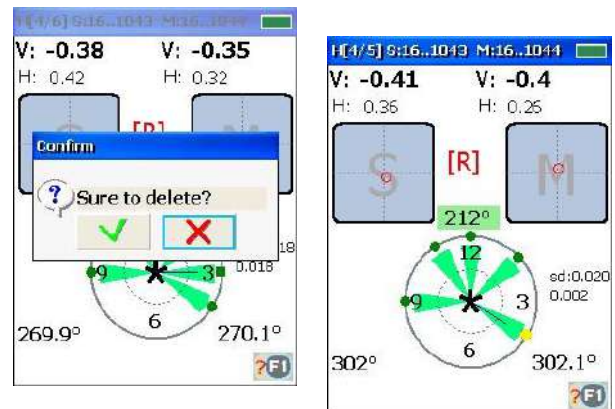 H[4/6] S:16..1043 M:16..1044
V: -0.38 V: -0.35
H: 0.42 H: 0.32
[R]
Confirm
Sure to delete?
18
0.018
9 3
6
269.9° 270.1°
?F1
H[4/5] S:16..1043 M:16..1044
V: -0.41 V: -0.4
H: 0.36 H: 0.26
S [R] M
212°
12
sd:0.020
0.002
9 3
6
302° 302.1°
?F1